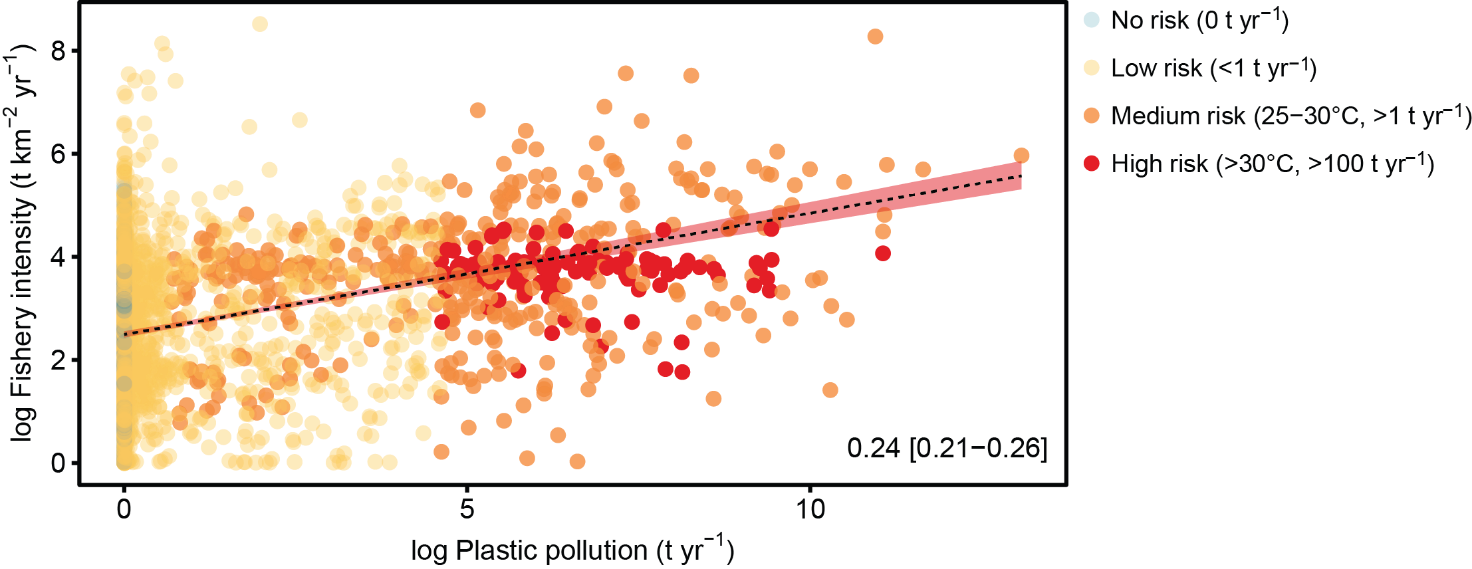 log Fishery intensity (t km⁻² yr⁻¹)
8
6
4
2
0
0 5 10
log Plastic pollution (t yr⁻¹)
0.24 [0.21−0.26]
No risk (0 t yr⁻¹)
Low risk (<1 t yr⁻¹)
Medium risk (25−30°C, >1 t yr⁻¹)
High risk (>30°C, >100 t yr⁻¹)